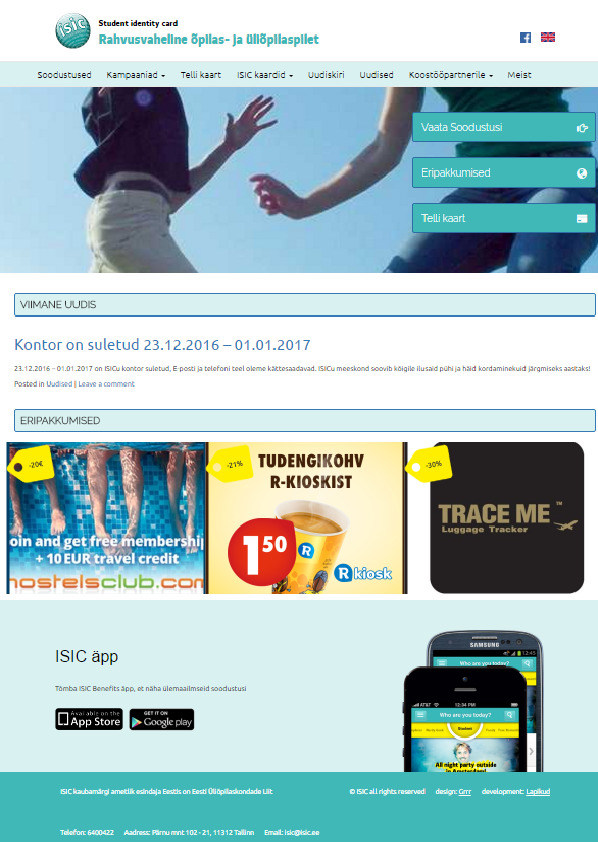 isic
Student identity card
Rahvusvaheline õpilas- ja üliõpilaspilet
Soodustused Kampaaniad Telli kaart ISIC kaardid Uudiskiri Uudised Koostööpartnerile Meist
Vaata Soodustusi
Eripakkumised
Telli kaart
VIIMANE UUDIS
Kontor on suletud 23.12.2016 – 01.01.2017
23.12.2016 – 01.01.2017 on ISICu kontor suletud, E-posti ja telefoni teel oleme kättesaadavad. ISICu meeskond soovib kõigile ilusaid pühi ja häid kordaminekuid järgmiseks aastaks!
Posted in Uudised || Leave a comment
ERIPAKKUMISED
-20€
oin and get free membership
+ 10 EUR travel credit
hostelsclub.com
-21%
TUDENGIKOHV
R-KIOSKIST
1 50
R
R kiosk
-30%
TRACE ME™
Luggage Tracker
ISIC äpp
Tõmba ISIC Benefits äpp, et näha ülemaailmseid soodustusi
Available on the
App Store
GET IT ON
Google play
SAMSUNG
12:45
Who are you today?
AT&T 12:34 PM
Who are you today?
Student
All night party outside
in Amsterdam!
ISIC kaubamärgi ametlik esindaja Eestis on Eesti Üliõpilaskondade Liit
© ISIC all rights reserved design: Grrr development: Lapikud
Telefon: 6400422 Aadress: Pärnu mnt 102 - 21, 11312 Tallinn Email: isic@isic.ee